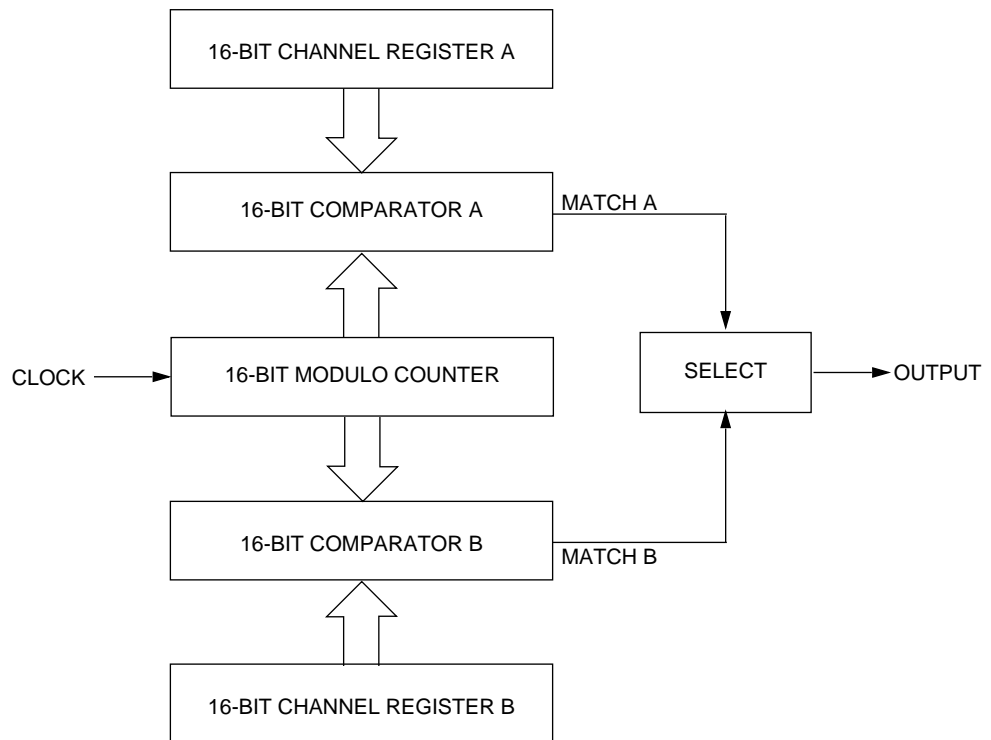 16-BIT CHANNEL REGISTER A
16-BIT COMPARATOR A
MATCH A
CLOCK
16-BIT MODULO COUNTER
SELECT
OUTPUT
16-BIT COMPARATOR B
MATCH B
16-BIT CHANNEL REGISTER B